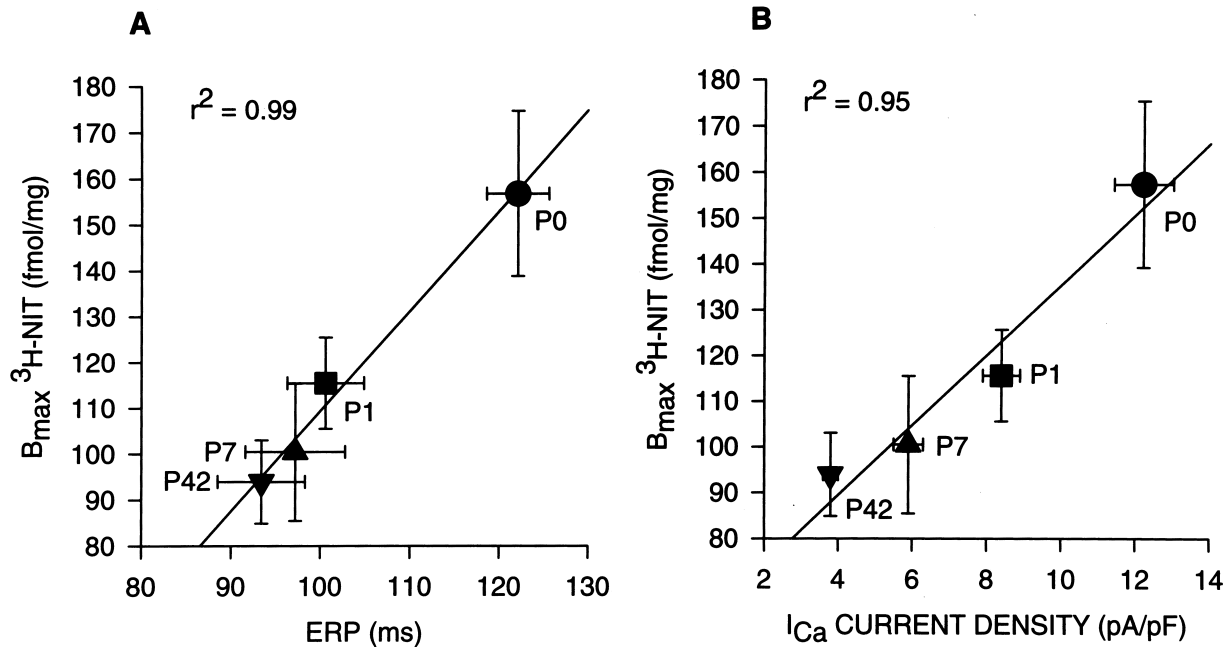 A
r² = 0.99
180
170
160
150
140
130
120
110
100
90
80
Bmax ³H-NIT (fmol/mg)
P0
P1
P7
P42
80 90 100 110 120 130
ERP (ms)
B
r² = 0.95
180
170
160
150
140
130
120
110
100
90
80
Bmax ³H-NIT (fmol/mg)
P0
P1
P7
P42
2 4 6 8 10 12 14
ICa CURRENT DENSITY (pA/pF)